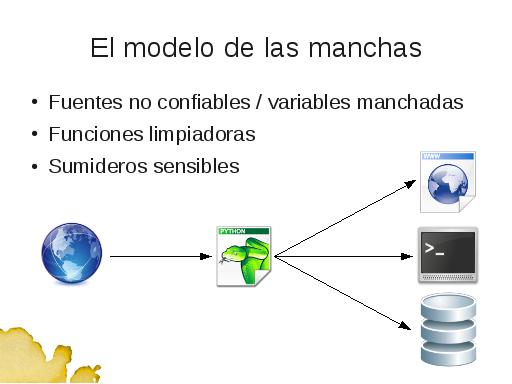 El modelo de las manchas
• Fuentes no confiables / variables manchadas
• Funciones limpiadoras
• Sumideros sensibles
WWW
PYTHON
>_